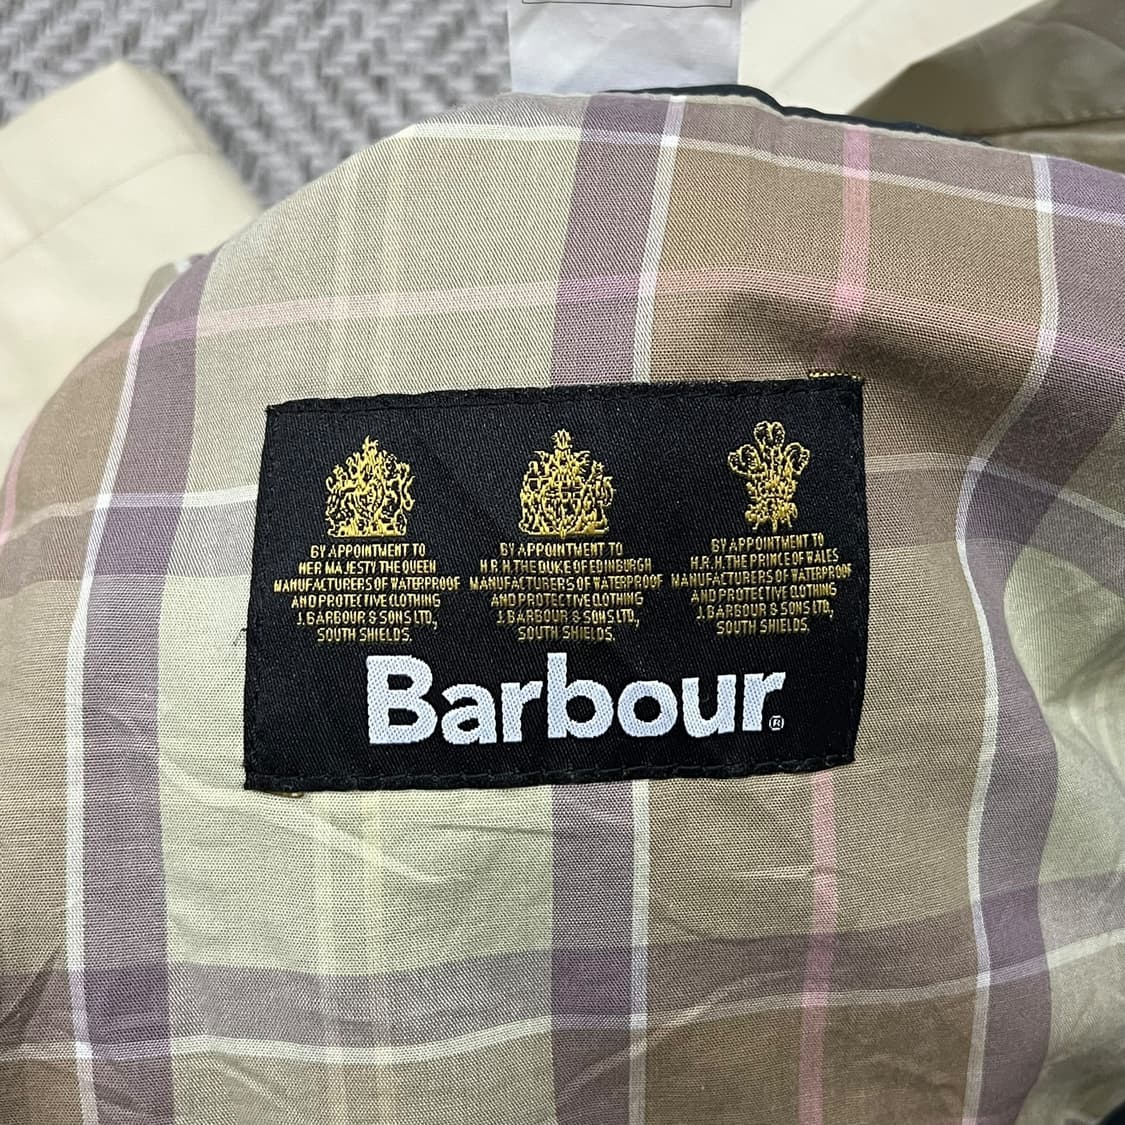 BY APPOINTMENT TO
HER MAJESTY THE QUEEN
MANUFACTURERS OF WATERPROOF
AND PROTECTIVE CLOTHING
J. BARBOUR & SONS LTD,
SOUTH SHIELDS.
BY APPOINTMENT TO
H.R.H. THE DUKE OF EDINBURGH
MANUFACTURERS OF WATERPROOF
AND PROTECTIVE CLOTHING
J. BARBOUR & SONS LTD,
SOUTH SHIELDS.
BY APPOINTMENT TO
H.R.H. THE PRINCE OF WALES
MANUFACTURERS OF WATERPROOF
AND PROTECTIVE CLOTHING
J. BARBOUR & SONS LTD,
SOUTH SHIELDS.
Barbour®